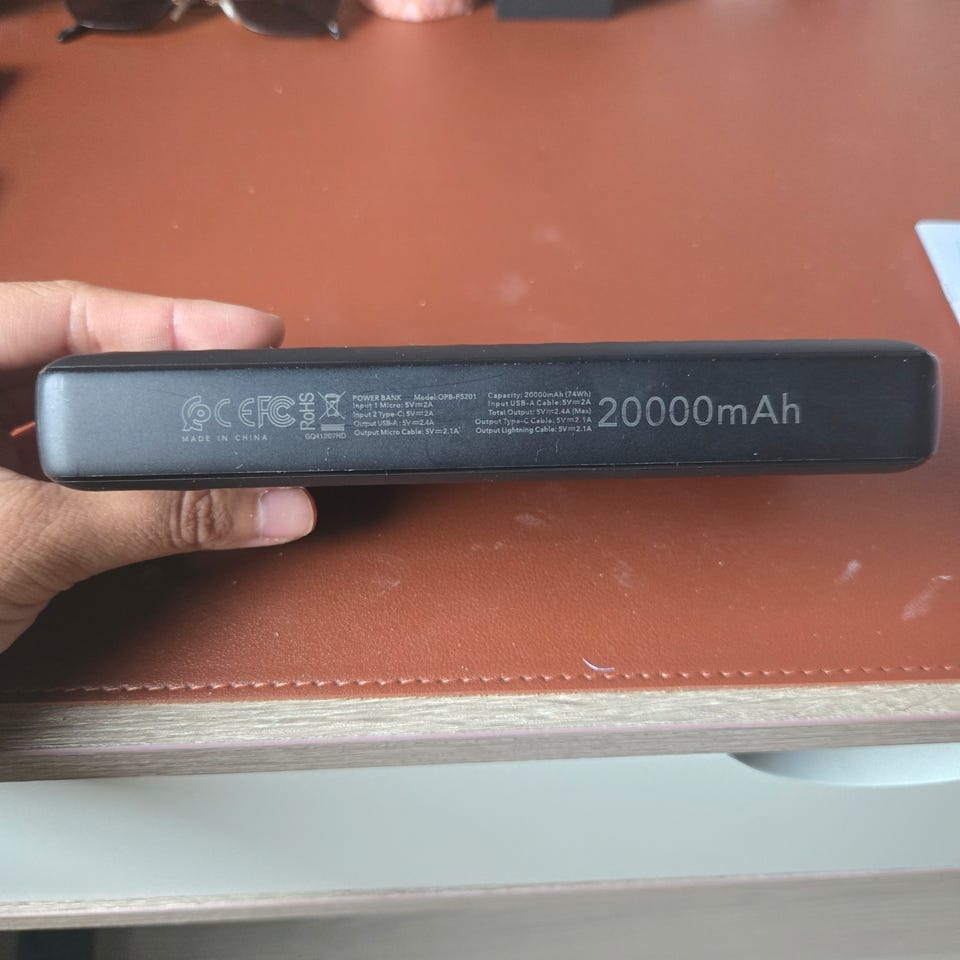 CE FC RoHS
MADE IN CHINA
GQ41207ND
POWER BANK Model:OPB-P5201
Input 1 Micro: 5V⎓2A
Input 2 Type-C: 5V⎓2A
Output USB-A : 5V⎓2.4A
Output Micro Cable: 5V⎓2.1A
Capacity: 20000mAh (74Wh)
Input USB-A Cable: 5V⎓2A
Total Output: 5V⎓2.4A (Max)
Output Type-C Cable: 5V⎓2.1A
Output Lightning Cable: 5V⎓2.1A
20000mAh